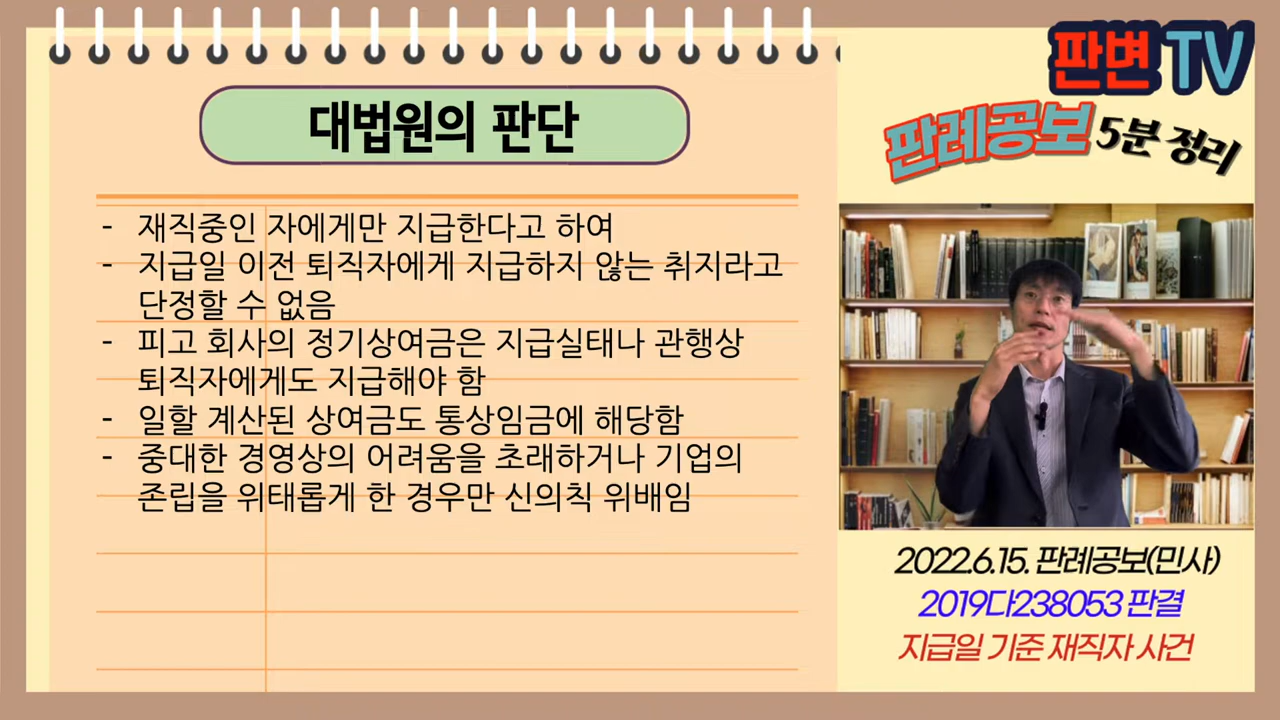 대법원의 판단
- 재직중인 자에게만 지급한다고 하여
- 지급일 이전 퇴직자에게 지급하지 않는 취지라고
단정할 수 없음
- 피고 회사의 정기상여금은 지급실태나 관행상
퇴직자에게도 지급해야 함
- 일할 계산된 상여금도 통상임금에 해당함
- 중대한 경영상의 어려움을 초래하거나 기업의
존립을 위태롭게 한 경우만 신의칙 위배임
판변 TV
판례공보 5분 정리
2022.6.15. 판례공보(민사)
2019다238053 판결
지급일 기준 재직자 사건